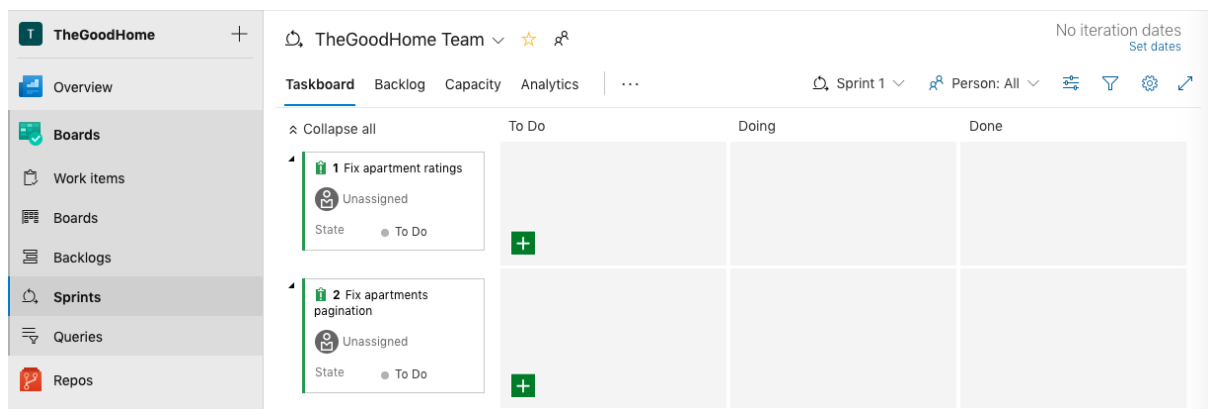 T TheGoodHome
Overview
Boards
Work items
Boards
Backlogs
Sprints
Queries
Repos
TheGoodHome Team
No iteration dates
Set dates
Taskboard Backlog Capacity Analytics ... Sprint 1 Person: All
Collapse all To Do Doing Done
1 Fix apartment ratings
Unassigned
State To Do
2 Fix apartments
pagination
Unassigned
State To Do